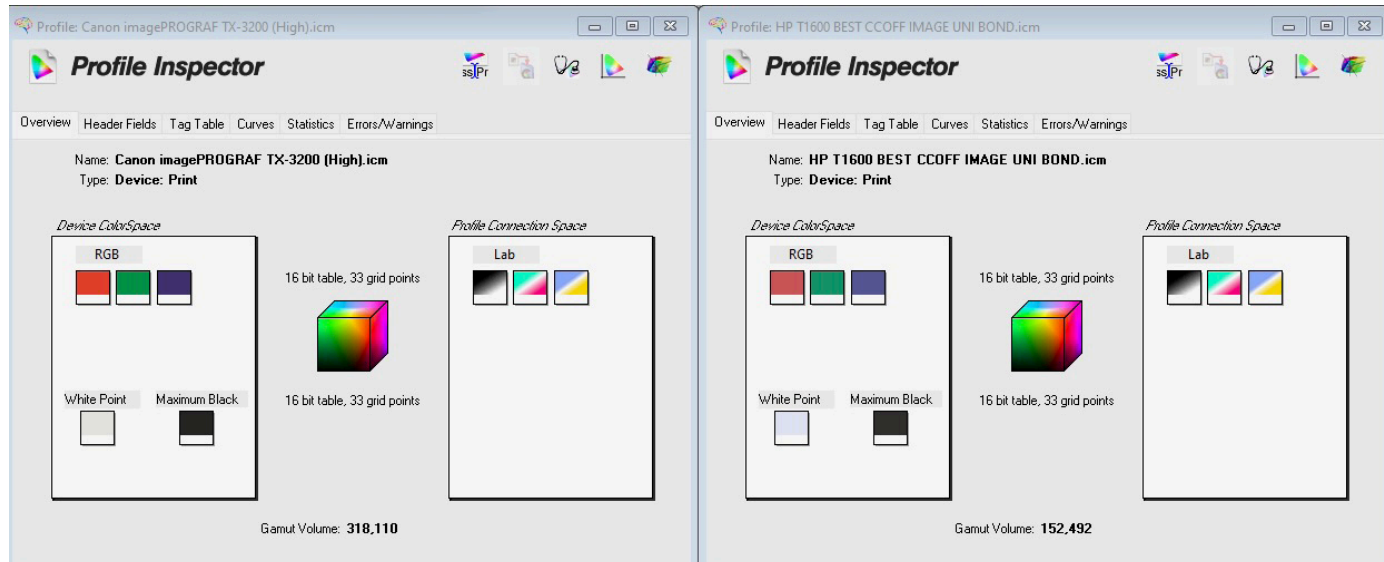 Profile: Canon imagePROGRAF TX-3200 (High).icm
Profile Inspector
ssPr
Overview Header Fields Tag Table Curves Statistics Errors/Warnings
Name: Canon imagePROGRAF TX-3200 (High).icm
Type: Device: Print
Device ColorSpace
Profile Connection Space
RGB
Lab
16 bit table, 33 grid points
White Point Maximum Black
16 bit table, 33 grid points
Gamut Volume: 318,110
Profile: HP T1600 BEST CCOFF IMAGE UNI BOND.icm
Profile Inspector
ssPr
Overview Header Fields Tag Table Curves Statistics Errors/Warnings
Name: HP T1600 BEST CCOFF IMAGE UNI BOND.icm
Type: Device: Print
Device ColorSpace
Profile Connection Space
RGB
Lab
16 bit table, 33 grid points
White Point Maximum Black
16 bit table, 33 grid points
Gamut Volume: 152,492